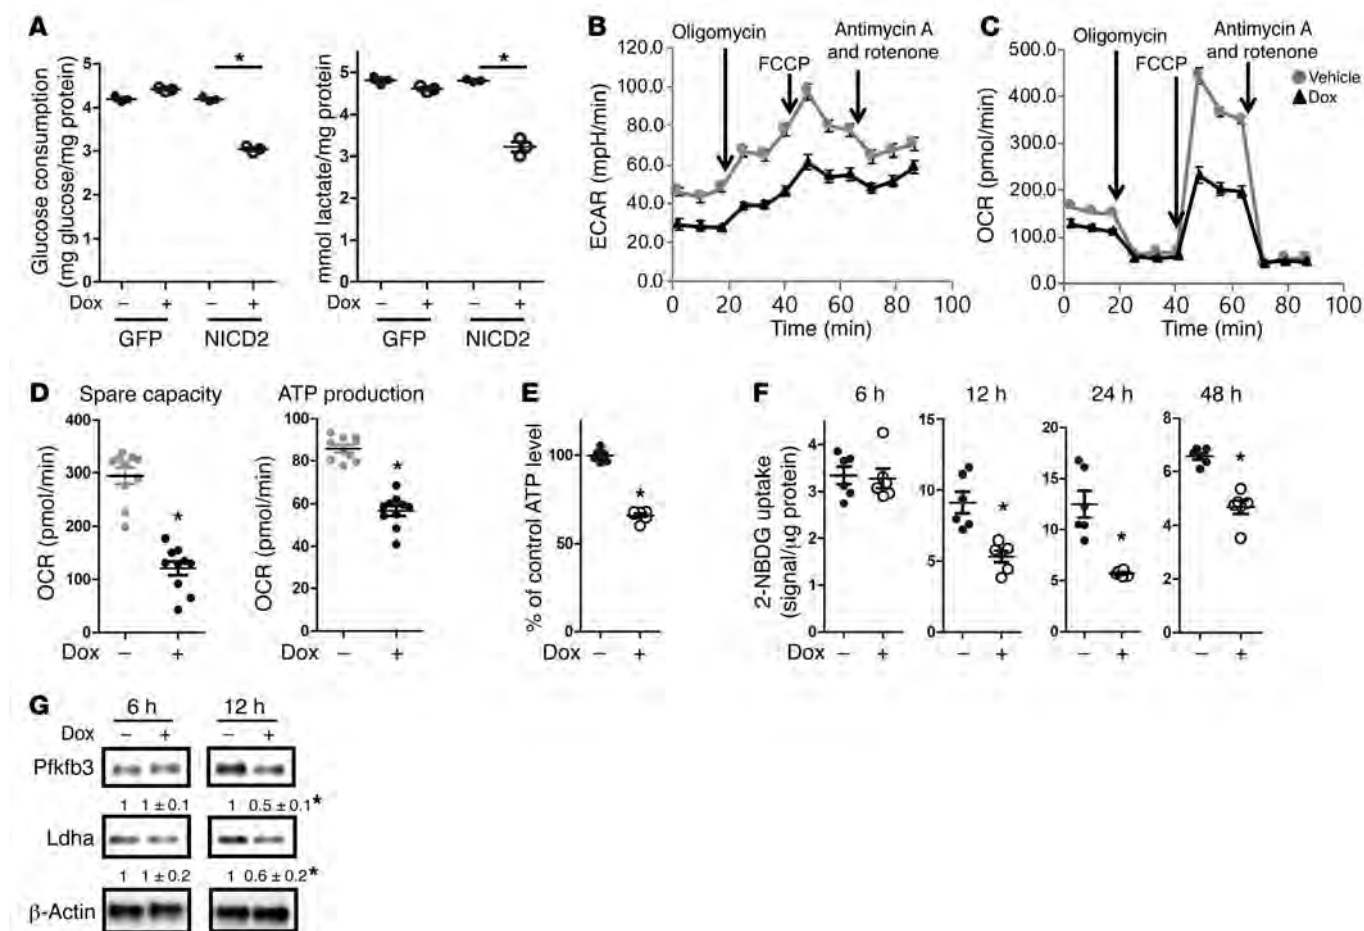 A
Glucose consumption
(mg glucose/mg protein)
5
4
3
2
1
0
Dox – + – +
GFP NICD2
*
mmol lactate/mg protein
5
4
3
2
1
0
– + – +
GFP NICD2
*
B
Oligomycin
FCCP
Antimycin A
and rotenone
ECAR (mpH/min)
120.0
100.0
80.0
60.0
40.0
20.0
0.0
0 20 40 60 80 100
Time (min)
C
Oligomycin
FCCP
Antimycin A
and rotenone
Vehicle
Dox
OCR (pmol/min)
500.0
400.0
300.0
200.0
100.0
0.0
0 20 40 60 80 100
Time (min)
D
Spare capacity
OCR (pmol/min)
400
300
200
100
0
*
Dox – +
ATP production
OCR (pmol/min)
100
80
60
40
20
0
*
– +
E
% of control ATP level
100
50
0
*
Dox – +
F
2-NBDG uptake
(signal/ug protein)
6 h
4
3
2
1
0
Dox – +
12 h
15
10
5
0
*
– +
24 h
20
15
10
5
0
*
– +
48 h
8
6
4
2
0
*
– +
G
6 h 12 h
Dox – + – +
Pfkfb3
1 1 ± 0.1 1 0.5 ± 0.1*
Ldha
1 1 ± 0.2 1 0.6 ± 0.2*
β-Actin